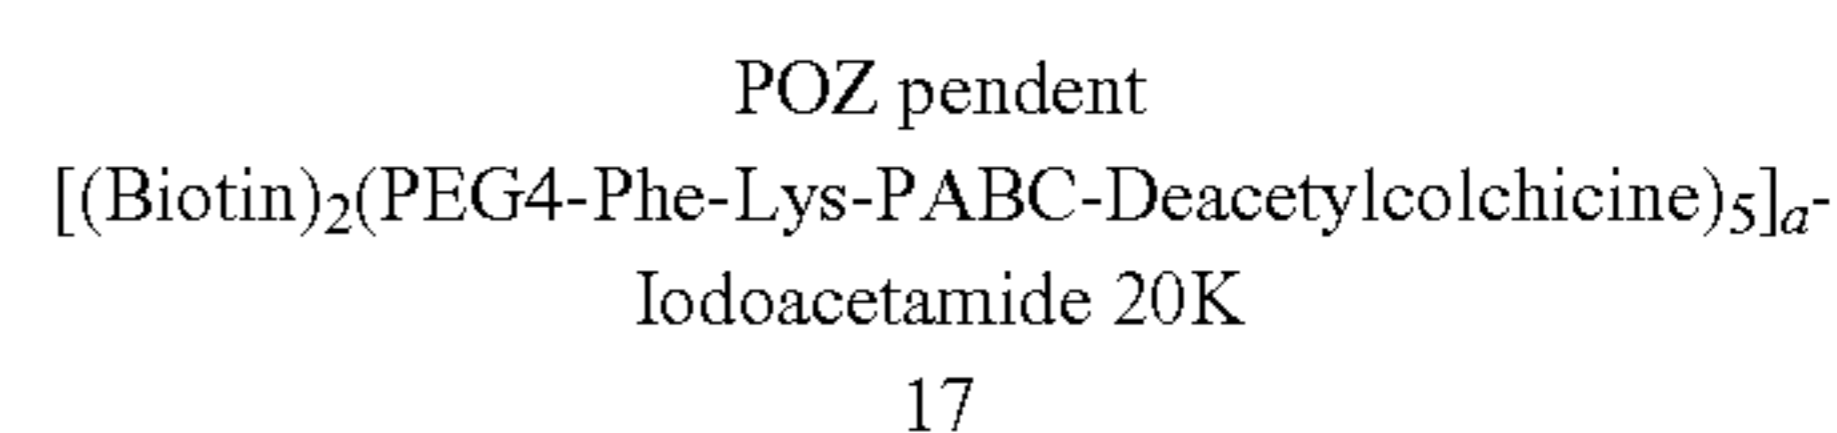 POZ pendent
[(Biotin)₂(PEG4-Phe-Lys-PABC-Deacetylcolchicine)₅]ₐ-
Iodoacetamide 20K
17